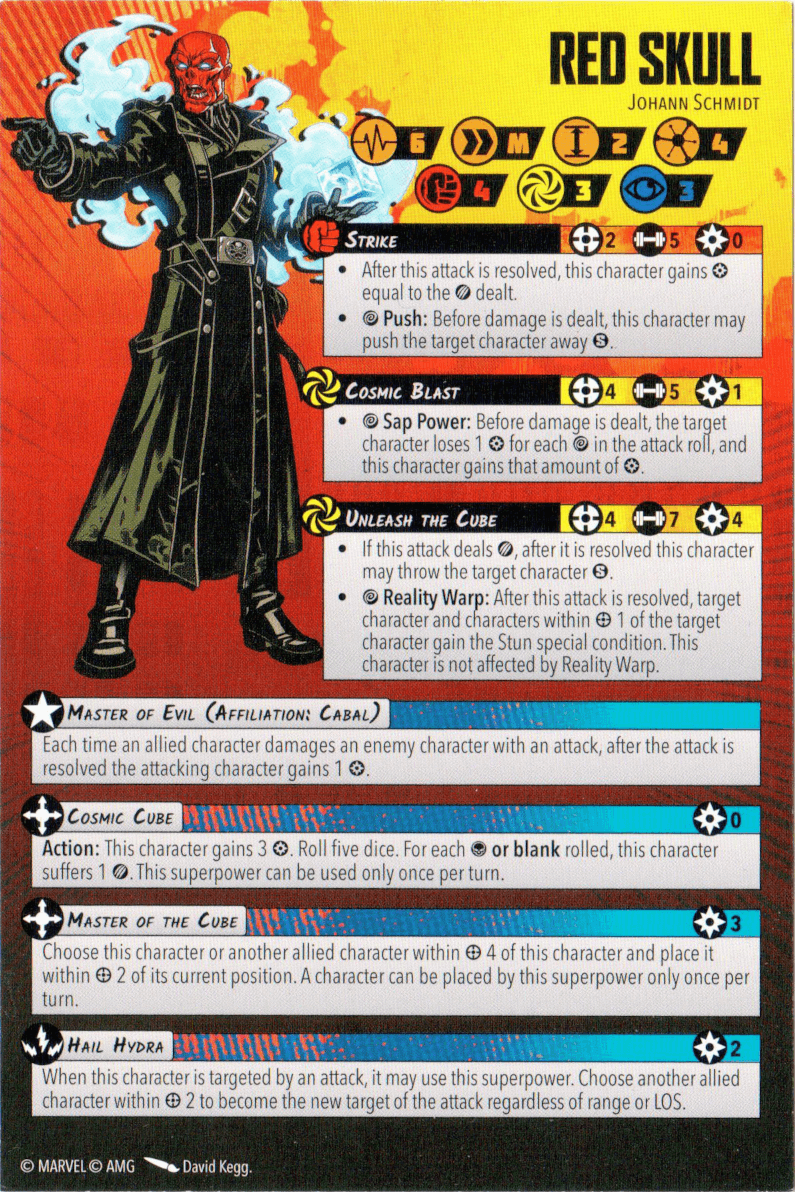 RED SKULL
JOHANN SCHMIDT
6 M 2 4
4 3 3
STRIKE 2 5 0
• After this attack is resolved, this character gains
equal to the dealt.
• Push: Before damage is dealt, this character may
push the target character away S.
COSMIC BLAST 4 5 1
• Sap Power: Before damage is dealt, the target
character loses 1 for each in the attack roll, and
this character gains that amount of .
UNLEASH THE CUBE 4 7 4
• If this attack deals , after it is resolved this character
may throw the target character S.
• Reality Warp: After this attack is resolved, target
character and characters within 1 of the target
character gain the Stun special condition. This
character is not affected by Reality Warp.
MASTER OF EVIL (AFFILIATION: CABAL)
Each time an allied character damages an enemy character with an attack, after the attack is
resolved the attacking character gains 1 .
COSMIC CUBE 0
Action: This character gains 3 . Roll five dice. For each or blank rolled, this character
suffers 1 . This superpower can be used only once per turn.
MASTER OF THE CUBE 3
Choose this character or another allied character within 4 of this character and place it
within 2 of its current position. A character can be placed by this superpower only once per
turn.
HAIL HYDRA 2
When this character is targeted by an attack, it may use this superpower. Choose another allied
character within 2 to become the new target of the attack regardless of range or LOS.
© MARVEL © AMG David Kegg.